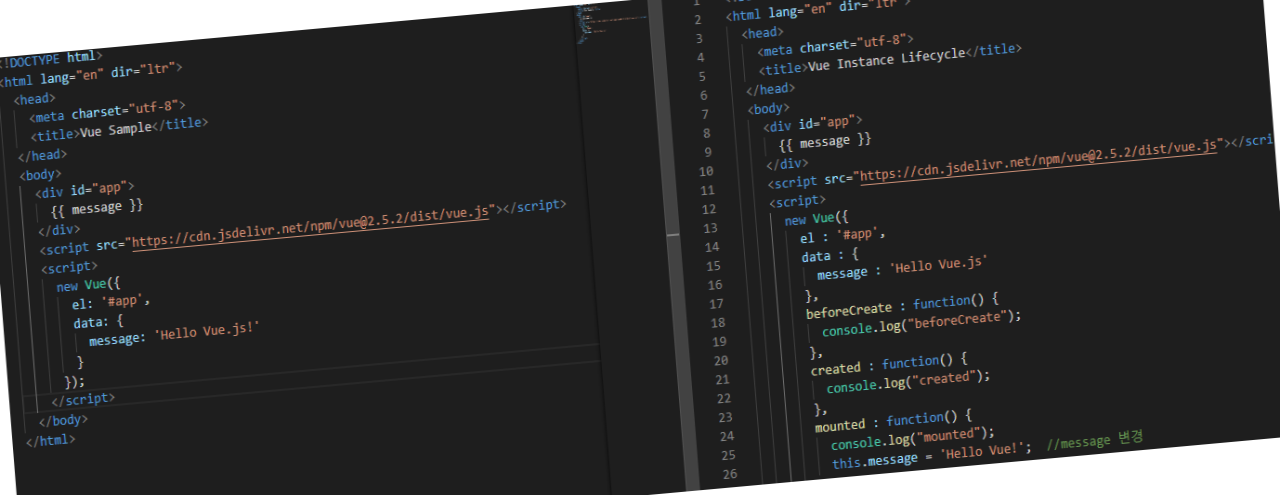 <!DOCTYPE html>
<html lang="en" dir="ltr">
<head>
<meta charset="utf-8">
<title>Vue Sample</title>
</head>
<body>
<div id="app">
{{ message }}
</div>
<script src="https://cdn.jsdelivr.net/npm/vue@2.5.2/dist/vue.js"></script>
<script>
new Vue({
el: '#app',
data: {
message: 'Hello Vue.js!'
}
});
</script>
</body>
</html>
1
2 <html lang="en" dir="ltr">
3 <head>
4 <meta charset="utf-8">
5 <title>Vue Instance Lifecycle</title>
6 </head>
7 <body>
8 <div id="app">
9 {{ message }}
10 </div>
11 <script src="https://cdn.jsdelivr.net/npm/vue@2.5.2/dist/vue.js"></scri
12 <script>
13 new Vue({
14 el : '#app',
15 data : {
16 message : 'Hello Vue.js'
17 },
18 beforeCreate : function() {
19 console.log("beforeCreate");
20 },
21 created : function() {
22 console.log("created");
23 },
24 mounted : function() {
25 console.log("mounted");
26 this.message = 'Hello Vue!'; //message 변경